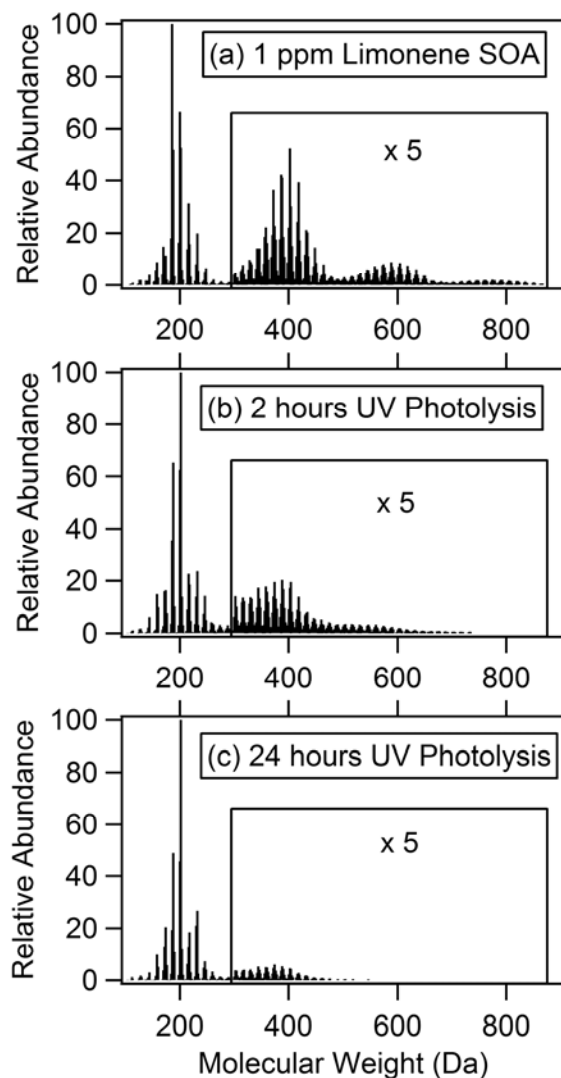 (a) 1 ppm Limonene SOA
x 5
Relative Abundance
100
80
60
40
20
0
200 400 600 800
(b) 2 hours UV Photolysis
x 5
Relative Abundance
100
80
60
40
20
0
200 400 600 800
(c) 24 hours UV Photolysis
x 5
Relative Abundance
100
80
60
40
20
0
200 400 600 800
Molecular Weight (Da)